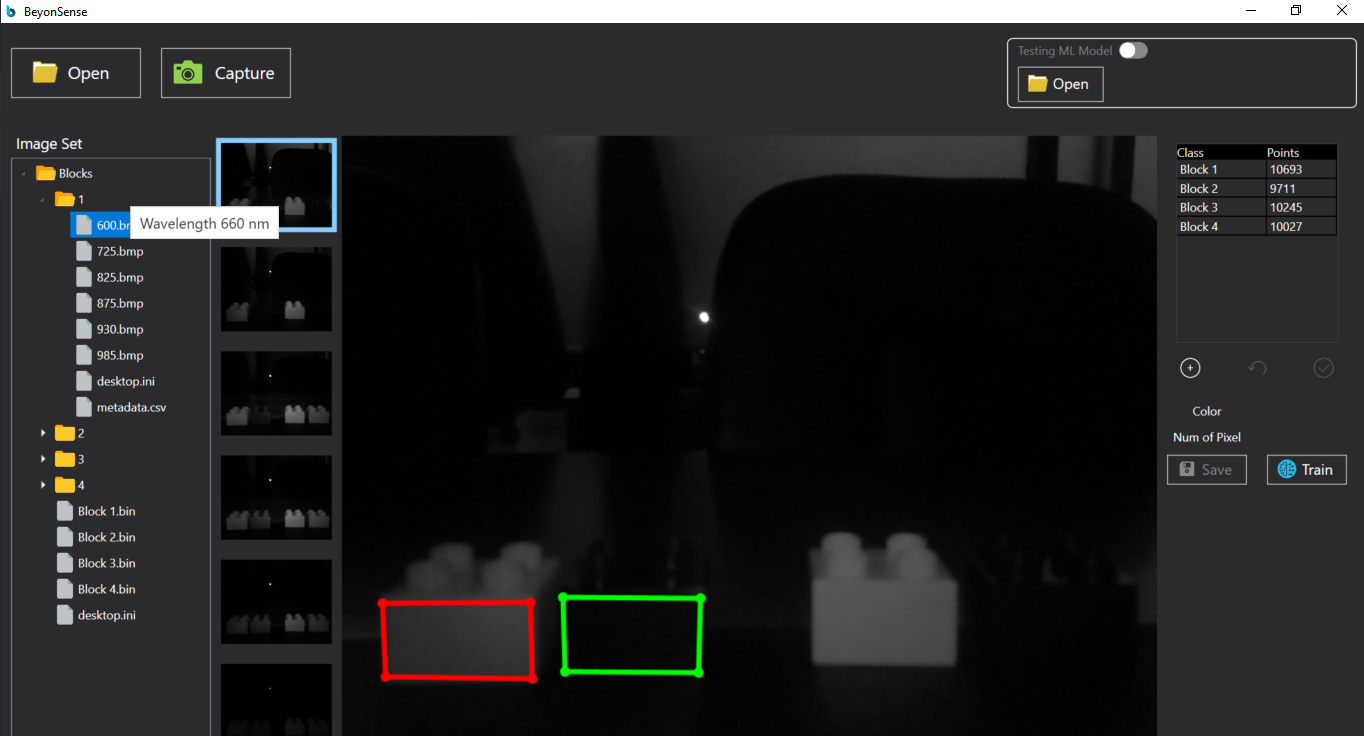 BeyonSense
Open
Capture
Testing ML Model
Open
Image Set
Blocks
1
600.br
Wavelength 660 nm
725.bmp
825.bmp
875.bmp
930.bmp
985.bmp
desktop.ini
metadata.csv
2
3
4
Block 1.bin
Block 2.bin
Block 3.bin
Block 4.bin
desktop.ini
Class Points
Block 1 10693
Block 2 9711
Block 3 10245
Block 4 10027
Color
Num of Pixel
Save
Train